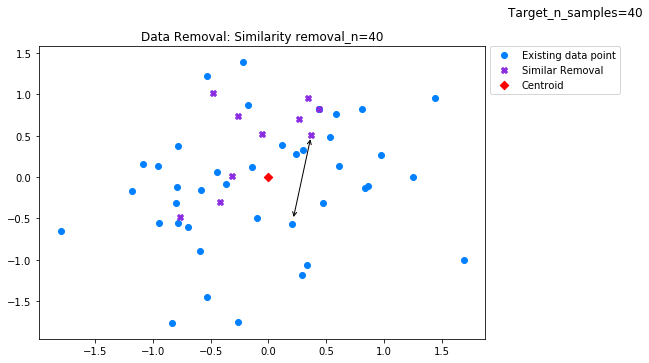 Target_n_samples=40
Data Removal: Similarity removal_n=40
1.5
1.0
0.5
0.0
−0.5
−1.0
−1.5
−1.5 −1.0 −0.5 0.0 0.5 1.0 1.5
Existing data point
Similar Removal
Centroid